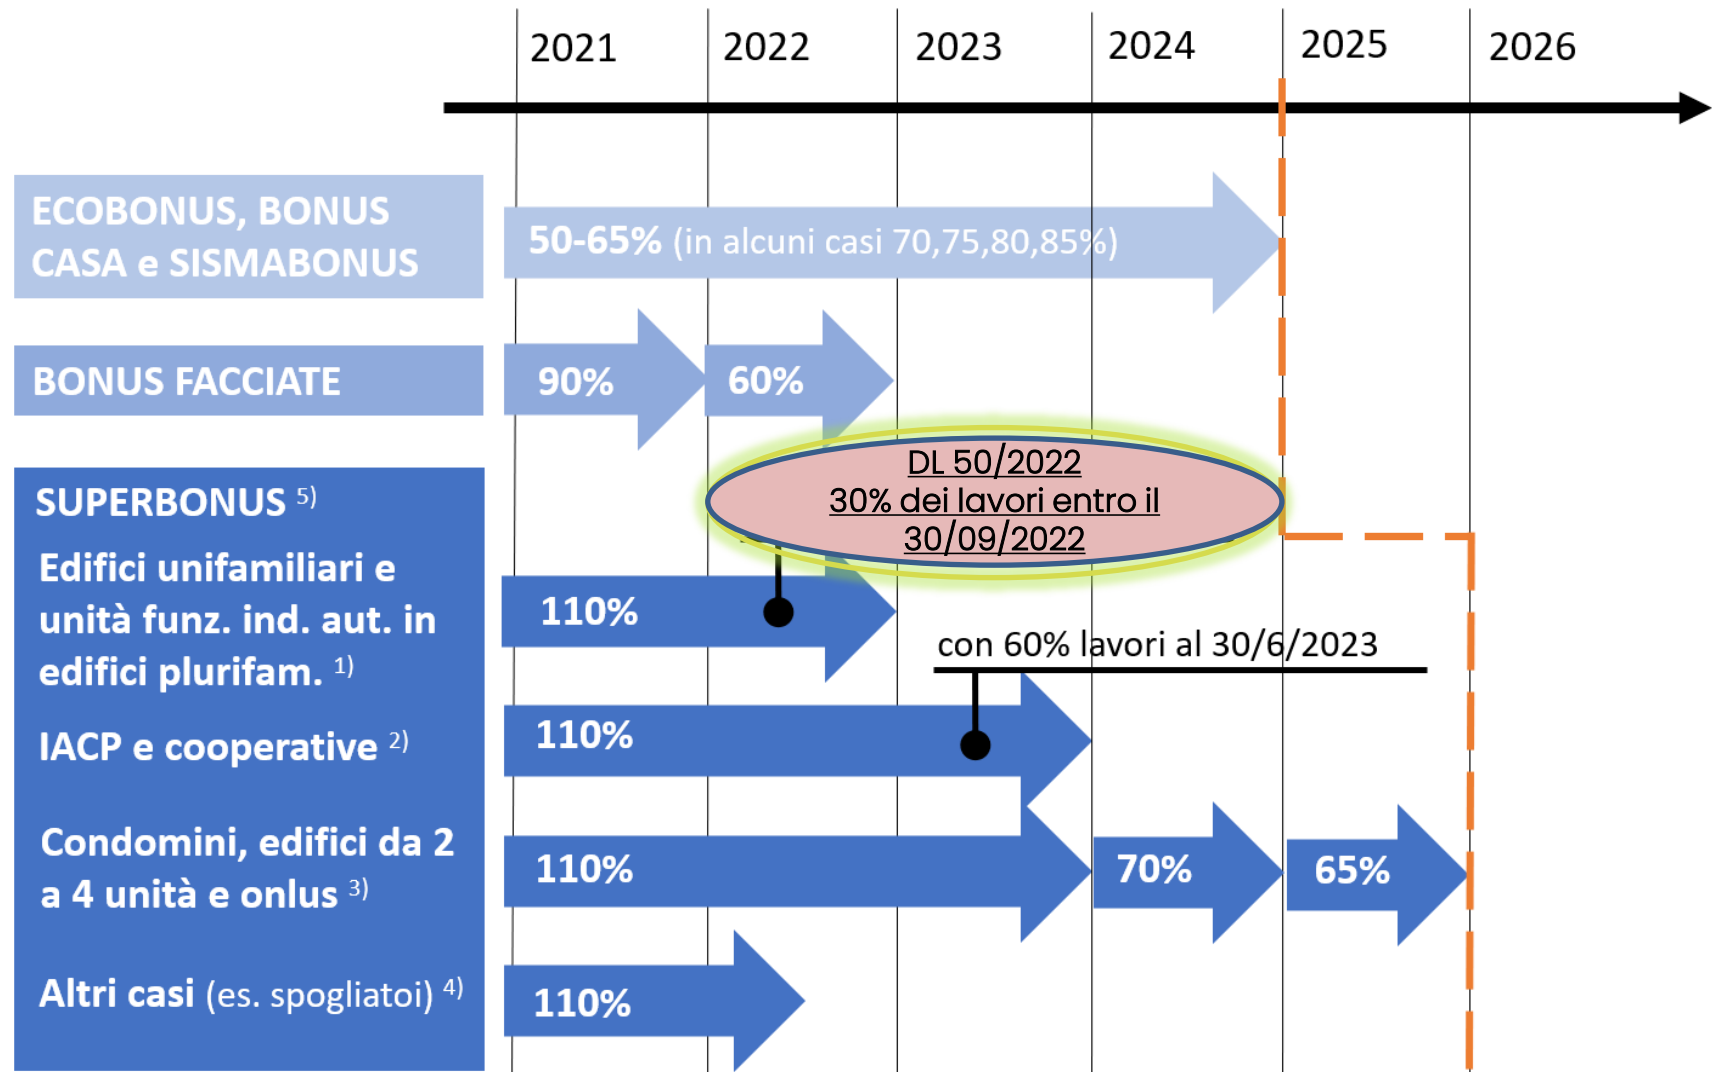 2021 2022 2023 2024 2025 2026
ECOBONUS, BONUS
CASA e SISMABONUS
50-65% (in alcuni casi 70,75,80,85%)
BONUS FACCIATE
90% 60%
DL 50/2022
30% dei lavori entro il
30/09/2022
SUPERBONUS 5)
Edifici unifamiliari e
unità funz. ind. aut. in
edifici plurifam. 1)
110%
con 60% lavori al 30/6/2023
IACP e cooperative 2)
110%
Condomini, edifici da 2
a 4 unità e onlus 3)
110% 70% 65%
Altri casi (es. spogliatoi) 4)
110%